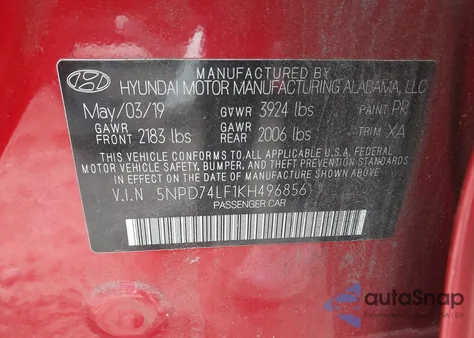 MANUFACTURED BY
HYUNDAI MOTOR MANUFACTURING ALABAMA, LLC
May/03/19 GVWR 3924 lbs PAINT PR
GAWR FRONT 2183 lbs GAWR REAR 2006 lbs TRIM XA
THIS VEHICLE CONFORMS TO ALL APPLICABLE U.S.A. FEDERAL
MOTOR VEHICLE SAFETY, BUMPER, AND THEFT PREVENTION STANDARDS
IN EFFECT ON THE DATE OF MANUFACTURE SHOWN ABOVE.
V.I.N 5NPD74LF1KH496856
PASSENGER CAR
autoSnap